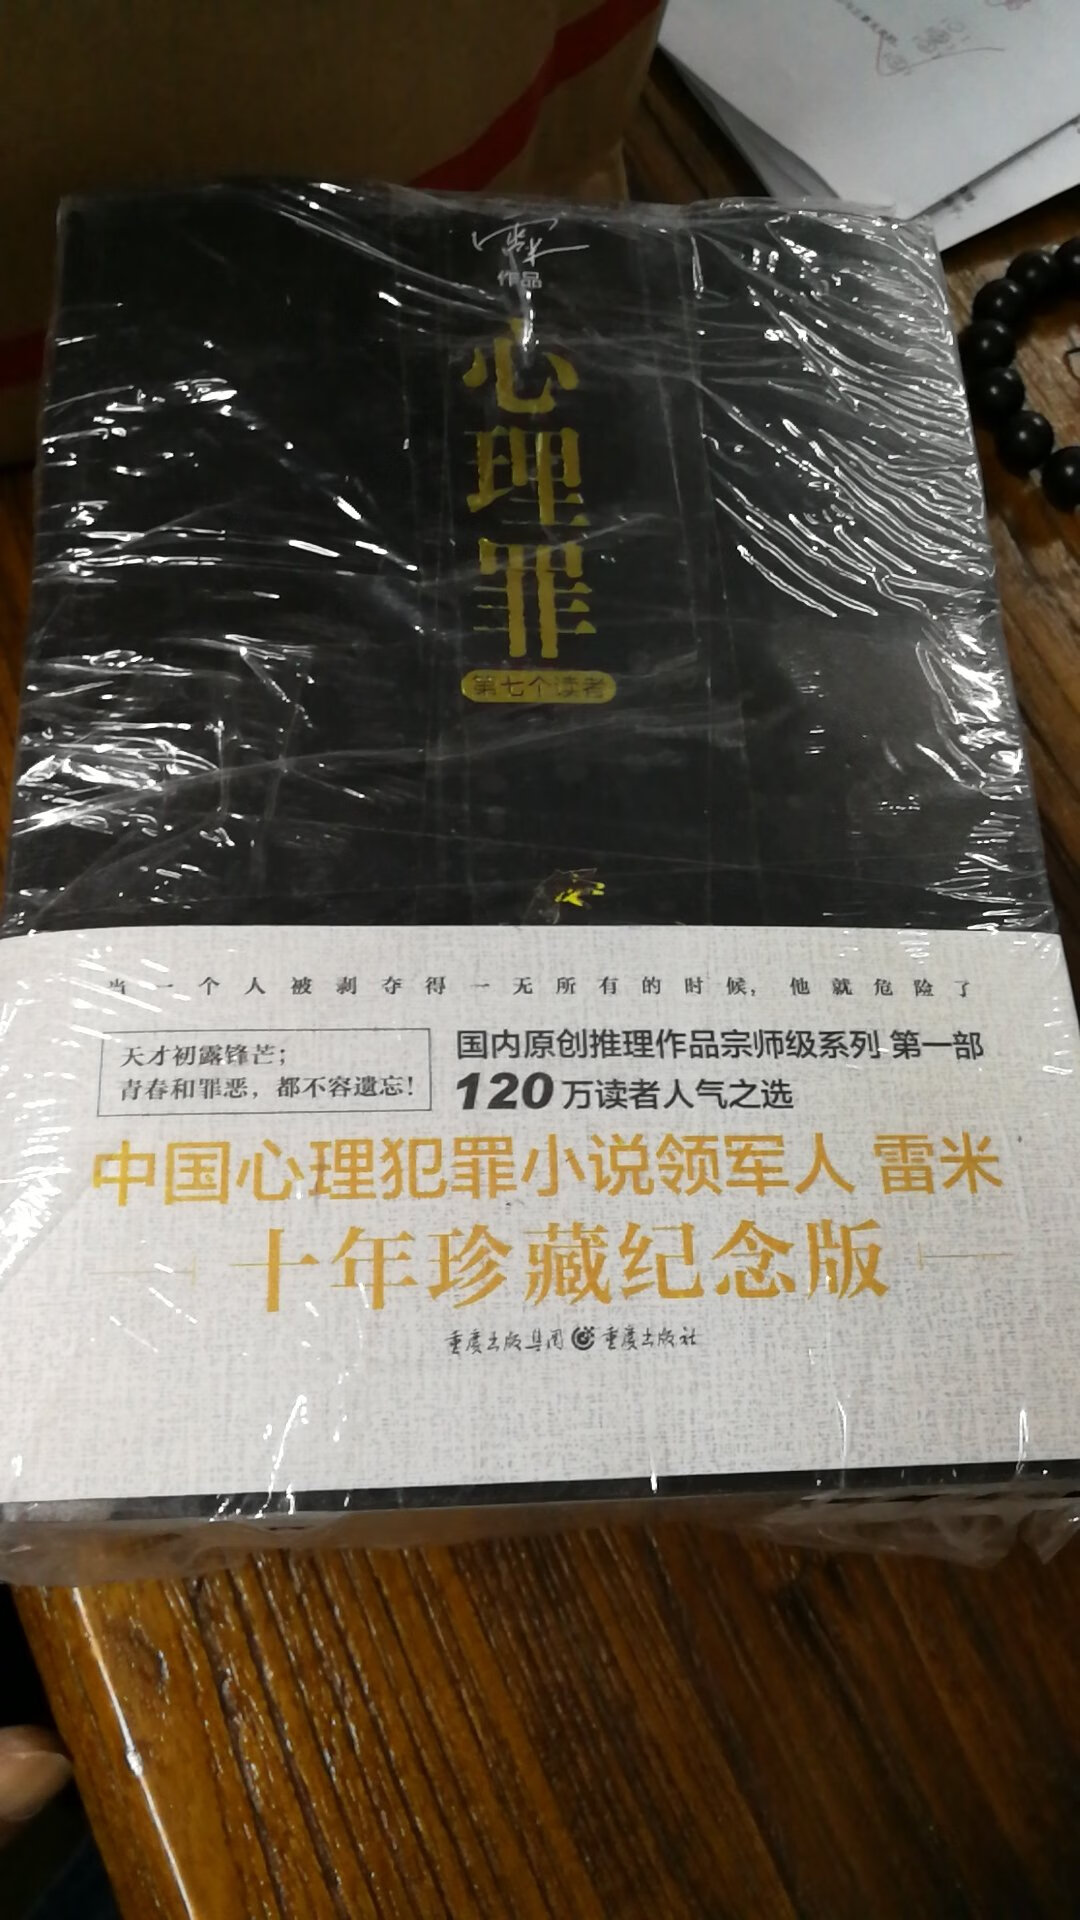 作品
心理罪
第七个读者
当一个人被剥夺得一无所有的时候，他就危险了
天才初露锋芒；
青春和罪恶，都不容遗忘！
国内原创推理作品宗师级系列 第一部
120万读者人气之选
中国心理犯罪小说领军人 雷米
十年珍藏纪念版
重庆出版集团 重庆出版社